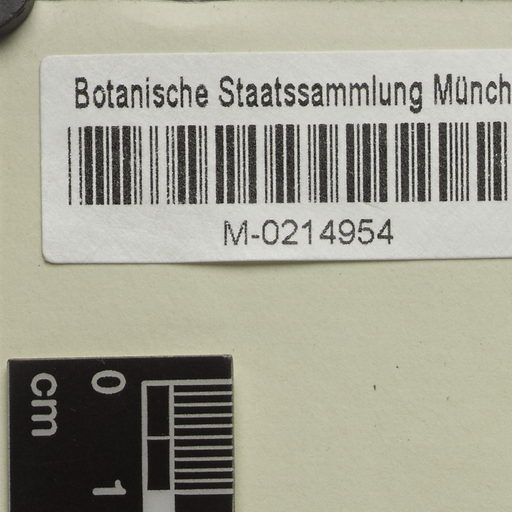 Botanische Staatssammlung Münch
M-0214954
cm
0
1